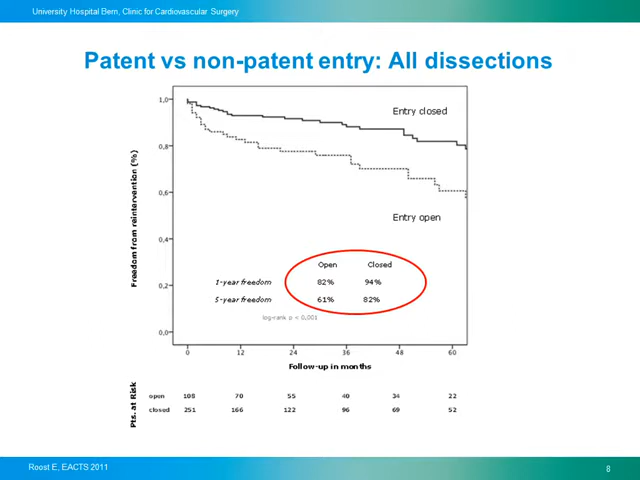 University Hospital Bern, Clinic for Cardiovascular Surgery
Patent vs non-patent entry: All dissections
Freedom from reintervention (%)
1,0
0,8
0,6
0,4
0,2
0,0
Entry closed
Entry open
Open Closed
1-year freedom 82% 94%
5-year freedom 61% 82%
log-rank p < 0,001
0 12 24 36 48 60
Follow-up in months
Pts. at Risk
open 108 70 55 40 34 22
closed 251 166 122 96 69 52
Roost E, EACTS 2011
8